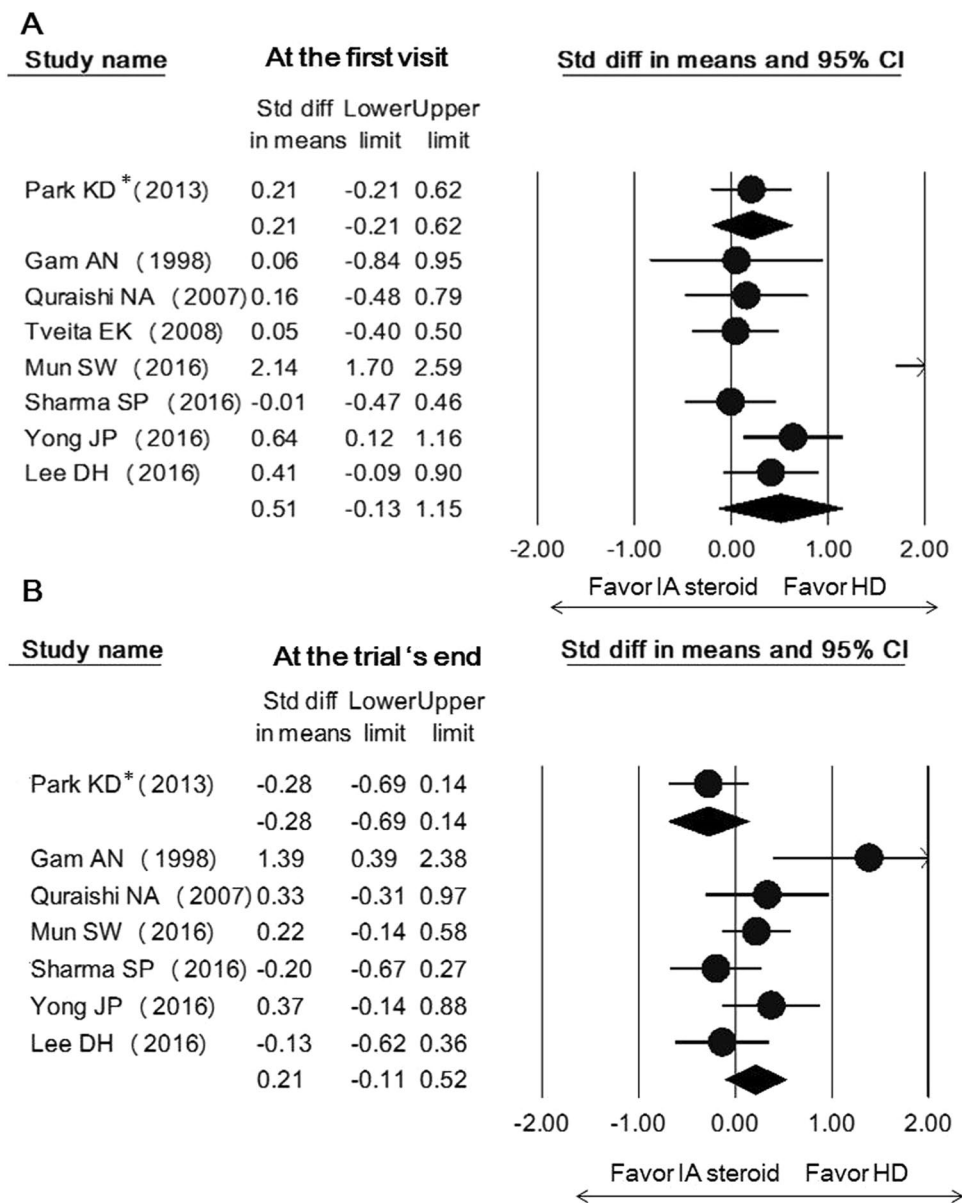 A
Study name At the first visit Std diff in means and 95% CI
Std diff LowerUpper
in means limit limit
Park KD * (2013) 0.21 -0.21 0.62
0.21 -0.21 0.62
Gam AN (1998) 0.06 -0.84 0.95
Quraishi NA (2007) 0.16 -0.48 0.79
Tveita EK (2008) 0.05 -0.40 0.50
Mun SW (2016) 2.14 1.70 2.59
Sharma SP (2016) -0.01 -0.47 0.46
Yong JP (2016) 0.64 0.12 1.16
Lee DH (2016) 0.41 -0.09 0.90
0.51 -0.13 1.15
-2.00 -1.00 0.00 1.00 2.00
Favor IA steroid Favor HD
B
Study name At the trial 's end Std diff in means and 95% CI
Std diff LowerUpper
in means limit limit
Park KD* (2013) -0.28 -0.69 0.14
-0.28 -0.69 0.14
Gam AN (1998) 1.39 0.39 2.38
Quraishi NA (2007) 0.33 -0.31 0.97
Mun SW (2016) 0.22 -0.14 0.58
Sharma SP (2016) -0.20 -0.67 0.27
Yong JP (2016) 0.37 -0.14 0.88
Lee DH (2016) -0.13 -0.62 0.36
0.21 -0.11 0.52
-2.00 -1.00 0.00 1.00 2.00
Favor IA steroid Favor HD